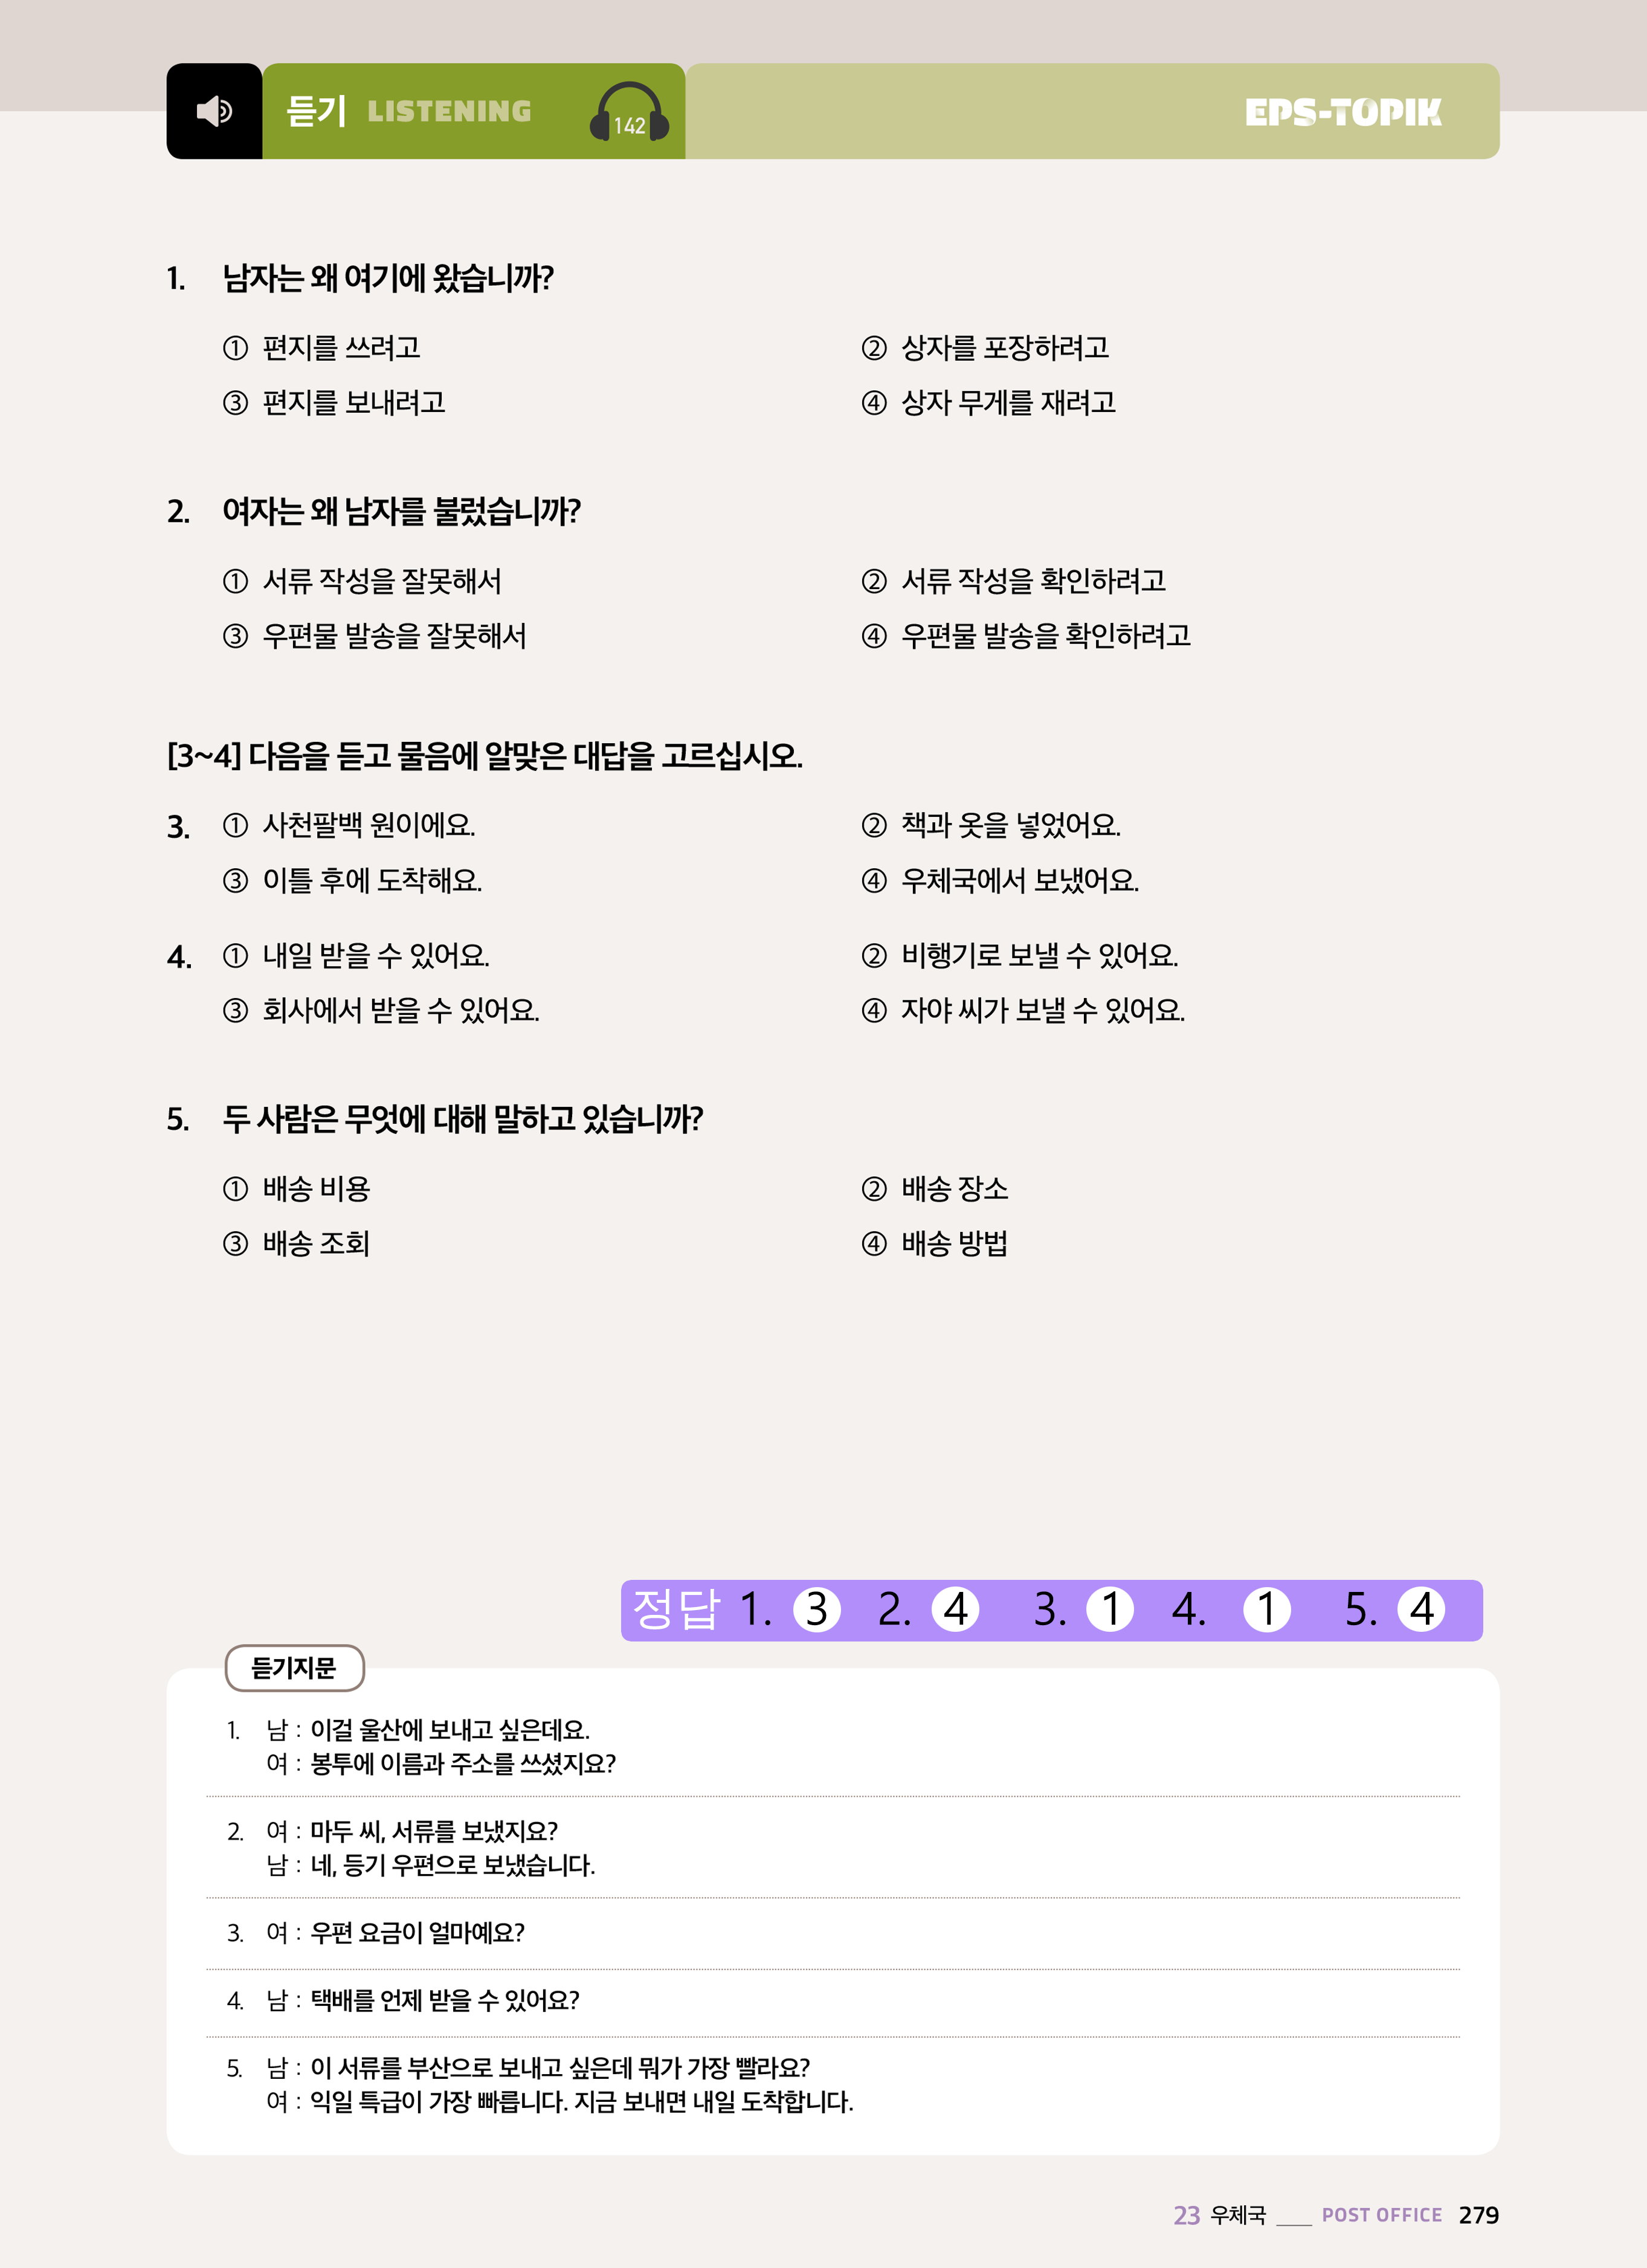 듣기 LISTENING 142 EPS-TOPIK
1. 남자는 왜 여기에 왔습니까?
① 편지를 쓰려고 ② 상자를 포장하려고
③ 편지를 보내려고 ④ 상자 무게를 재려고
2. 여자는 왜 남자를 불렀습니까?
① 서류 작성을 잘못해서 ② 서류 작성을 확인하려고
③ 우편물 발송을 잘못해서 ④ 우편물 발송을 확인하려고
[3~4] 다음을 듣고 물음에 알맞은 대답을 고르십시오.
3. ① 사천팔백 원이에요. ② 책과 옷을 넣었어요.
③ 이틀 후에 도착해요. ④ 우체국에서 보냈어요.
4. ① 내일 받을 수 있어요. ② 비행기로 보낼 수 있어요.
③ 회사에서 받을 수 있어요. ④ 자야 씨가 보낼 수 있어요.
5. 두 사람은 무엇에 대해 말하고 있습니까?
① 배송 비용 ② 배송 장소
③ 배송 조회 ④ 배송 방법
정답 1. 3 2. 4 3. 1 4. 1 5. 4
듣기지문
1. 남 : 이걸 울산에 보내고 싶은데요.
여 : 봉투에 이름과 주소를 쓰셨지요?
2. 여 : 마두 씨, 서류를 보냈지요?
남 : 네, 등기 우편으로 보냈습니다.
3. 여 : 우편 요금이 얼마예요?
4. 남 : 택배를 언제 받을 수 있어요?
5. 남 : 이 서류를 부산으로 보내고 싶은데 뭐가 가장 빨라요?
여 : 익일 특급이 가장 빠릅니다. 지금 보내면 내일 도착합니다.
23 우체국 ___ POST OFFICE 279